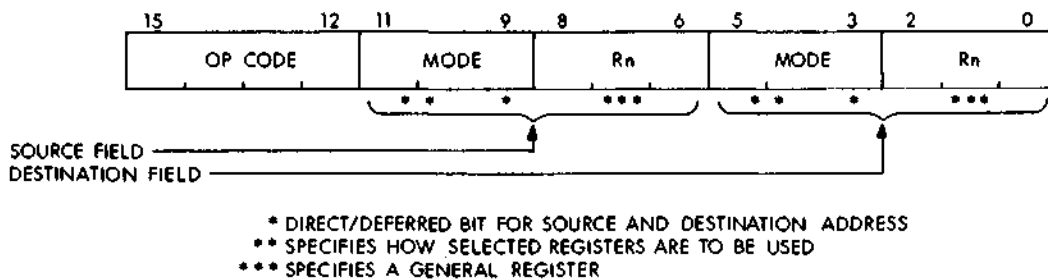 15 12 11 9 8 6 5 3 2 0
OP CODE MODE Rn MODE Rn
** * *** ** * ***
SOURCE FIELD
DESTINATION FIELD
* DIRECT/DEFERRED BIT FOR SOURCE AND DESTINATION ADDRESS
** SPECIFIES HOW SELECTED REGISTERS ARE TO BE USED
*** SPECIFIES A GENERAL REGISTER